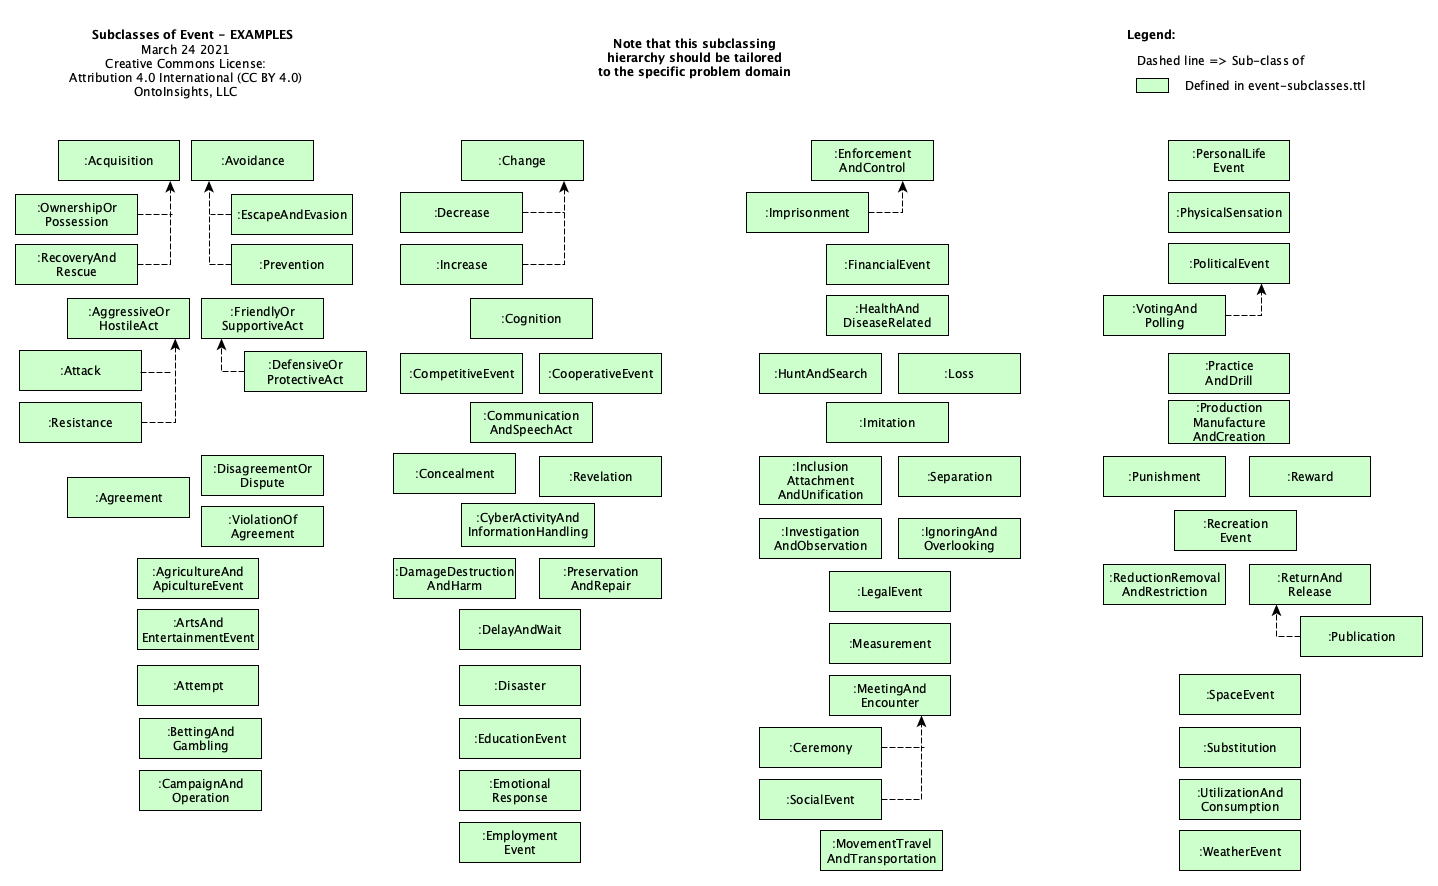 Subclasses of Event - EXAMPLES
March 24 2021
Creative Commons License:
Attribution 4.0 International (CC BY 4.0)
OntoInsights, LLC
Note that this subclassing
hierarchy should be tailored
to the specific problem domain
Legend:
Dashed line => Sub-class of
Defined in event-subclasses.ttl
:Acquisition
:Avoidance
:OwnershipOr
Possession
:EscapeAndEvasion
:RecoveryAnd
Rescue
:Prevention
:AggressiveOr
HostileAct
:FriendlyOr
SupportiveAct
:Attack
:DefensiveOr
ProtectiveAct
:Resistance
:Agreement
:DisagreementOr
Dispute
:ViolationOf
Agreement
:AgricultureAnd
ApicultureEvent
:ArtsAnd
EntertainmentEvent
:Attempt
:BettingAnd
Gambling
:CampaignAnd
Operation
:Change
:Decrease
:Increase
:Cognition
:CompetitiveEvent
:CooperativeEvent
:Communication
AndSpeechAct
:Concealment
:Revelation
:CyberActivityAnd
InformationHandling
:DamageDestruction
AndHarm
:Preservation
AndRepair
:DelayAndWait
:Disaster
:EducationEvent
:Emotional
Response
:Employment
Event
:Enforcement
AndControl
:Imprisonment
:FinancialEvent
:HealthAnd
DiseaseRelated
:HuntAndSearch
:Loss
:Imitation
:Inclusion
Attachment
AndUnification
:Separation
:Investigation
AndObservation
:IgnoringAnd
Overlooking
:LegalEvent
:Measurement
:MeetingAnd
Encounter
:Ceremony
:SocialEvent
:MovementTravel
AndTransportation
:PersonalLife
Event
:PhysicalSensation
:PoliticalEvent
:VotingAnd
Polling
:Practice
AndDrill
:Production
Manufacture
AndCreation
:Punishment
:Reward
:Recreation
Event
:ReductionRemoval
AndRestriction
:ReturnAnd
Release
:Publication
:SpaceEvent
:Substitution
:UtilizationAnd
Consumption
:WeatherEvent